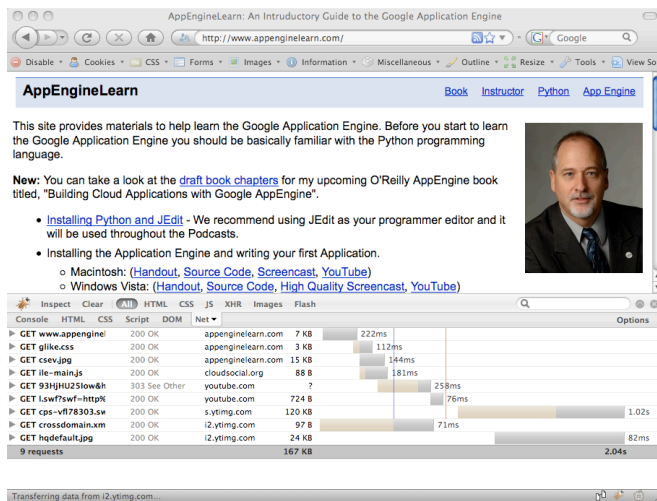 AppEngineLearn: An Intruductory Guide to the Google Application Engine
http://www.appenginelearn.com/ Google
Disable Cookies CSS Forms Images Information Miscellaneous Outline Resize Tools View So
AppEngineLearn Book Instructor Python App Engine
This site provides materials to help learn the Google Application Engine. Before you start to learn
the Google Application Engine you should be basically familiar with the Python programming
language.
New: You can take a look at the draft book chapters for my upcoming O'Reilly AppEngine book
titled, "Building Cloud Applications with Google AppEngine".
• Installing Python and JEdit - We recommend using JEdit as your programmer editor and it
will be used throughout the Podcasts.
• Installing the Application Engine and writing your first Application.
○ Macintosh: (Handout, Source Code, Screencast, YouTube)
○ Windows Vista: (Handout, Source Code, High Quality Screencast, YouTube)
Inspect Clear All HTML CSS JS XHR Images Flash
Console HTML CSS Script DOM Net Options
GET www.appenginel 200 OK appenginelearn.com 7 KB 222ms
GET glike.css 200 OK appenginelearn.com 3 KB 112ms
GET csev.jpg 200 OK appenginelearn.com 15 KB 144ms
GET ile-main.js 200 OK cloudsocial.org 88 B 181ms
GET 93HjHU25low&h 303 See Other youtube.com ? 258ms
GET l.swf?swf=http% 200 OK youtube.com 724 B 76ms
GET cps-vfl78303.sw 200 OK s.ytimg.com 120 KB 1.02s
GET crossdomain.xm 200 OK i2.ytimg.com 97 B 71ms
GET hqdefault.jpg 200 OK i2.ytimg.com 24 KB 82ms
9 requests 167 KB 2.04s
Transferring data from i2.ytimg.com...